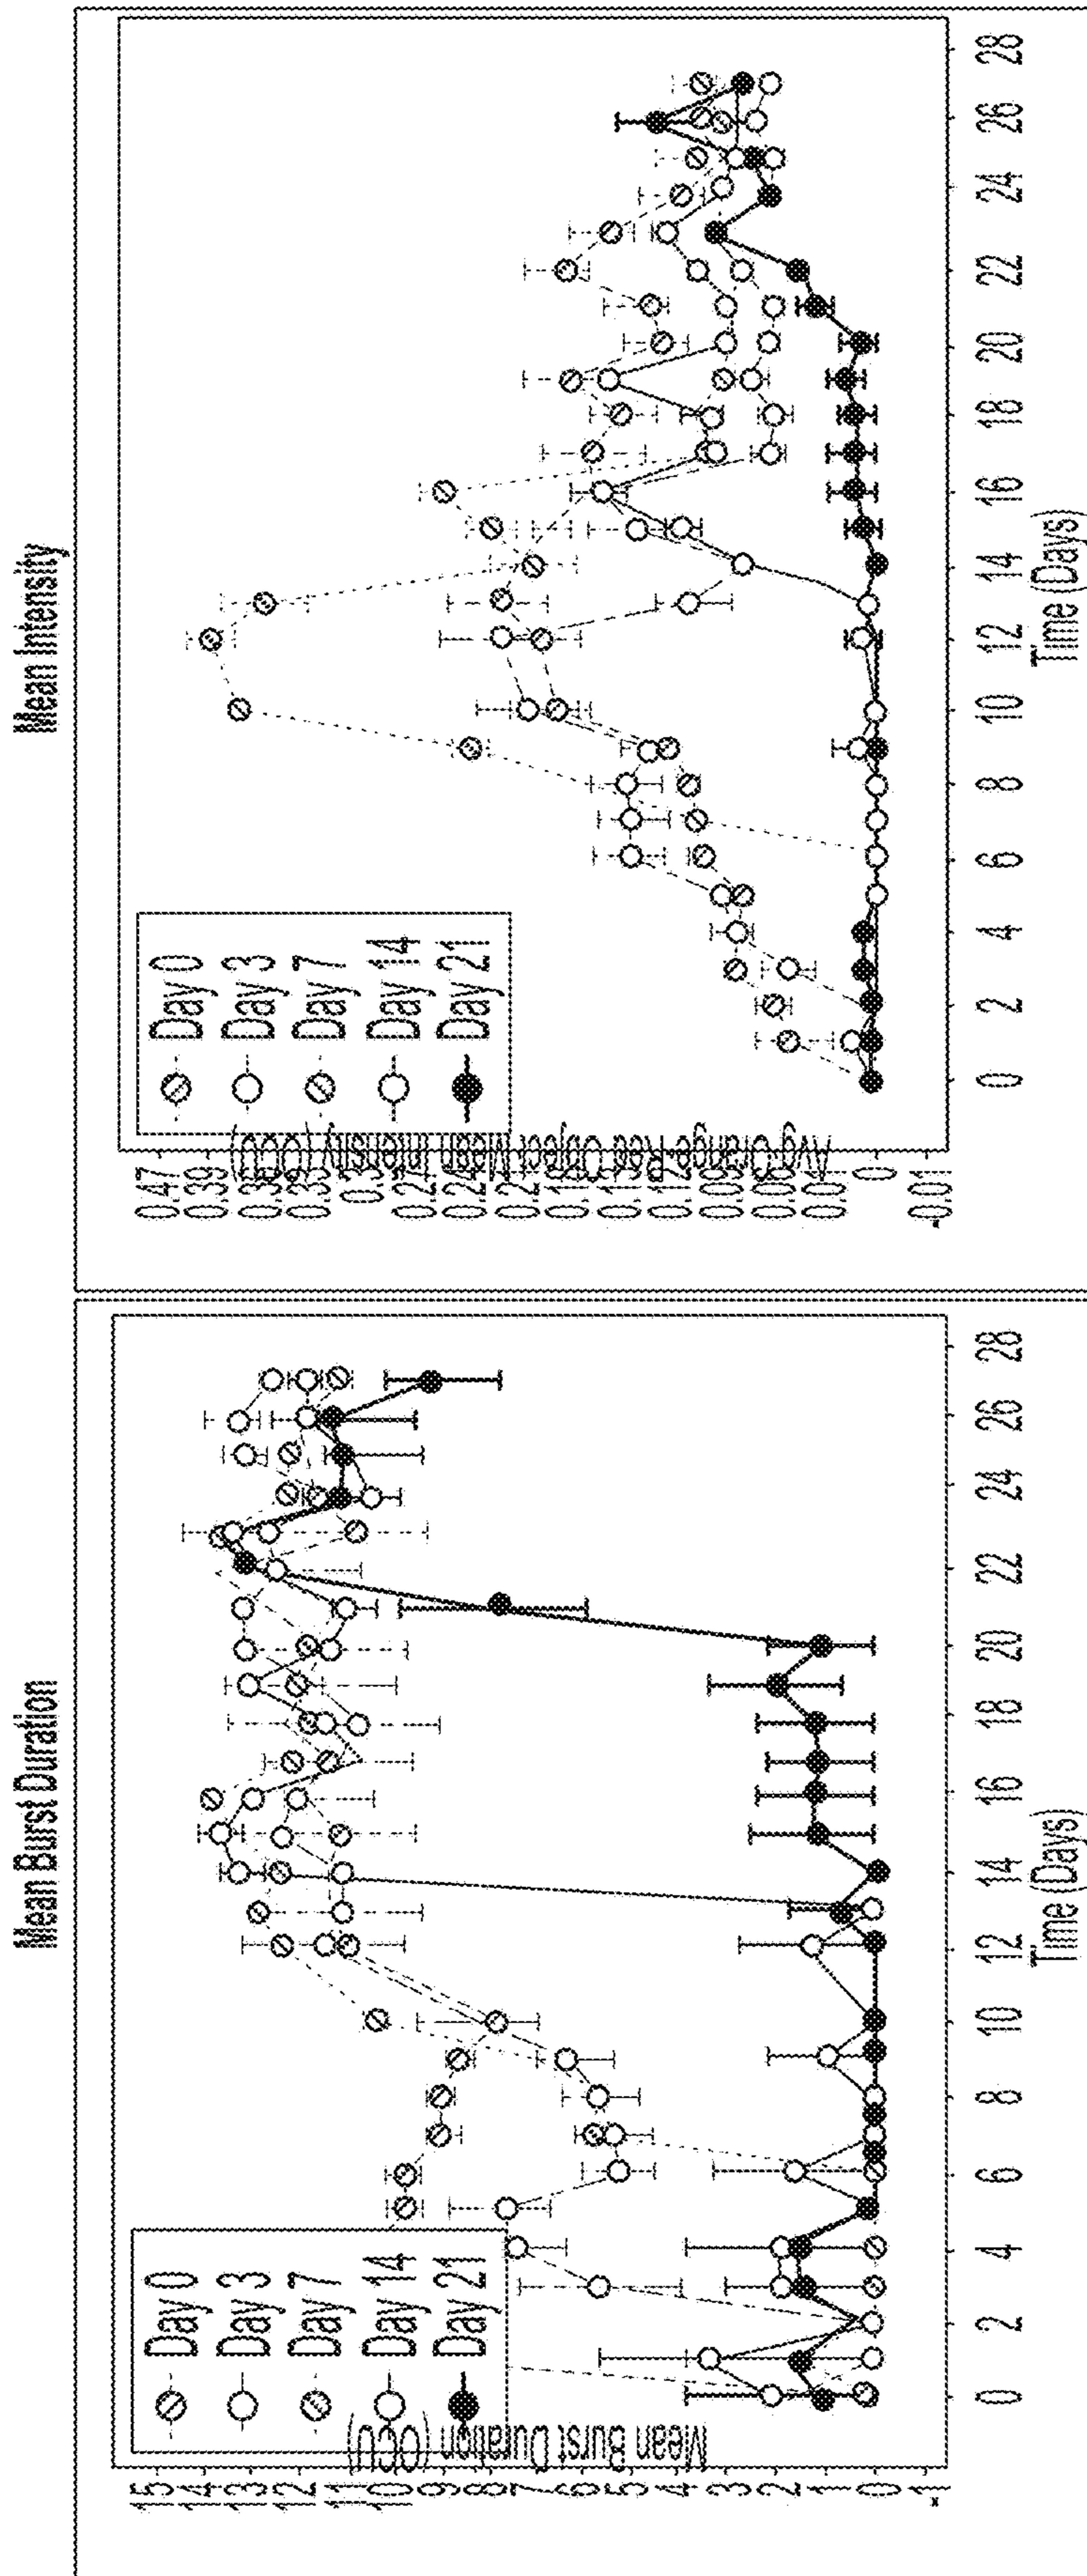 Mean Burst Duration
Mean Burst Duration (OCU)
15
14
13
12
11
10
9
8
7
6
5
4
3
2
1
0
-1
Day 0
Day 3
Day 7
Day 14
Day 21
0 2 4 6 8 10 12 14 16 18 20 22 24 26 28
Time (Days)
Mean Intensity
Avg Orange-Red Object Mean Intensity (OCU)
0.47
0.39
0.3
0
Day 0
Day 3
Day 7
Day 14
Day 21
0 2 4 6 8 10 12 14 16 18 20 22 24 26 28
Time (Days)